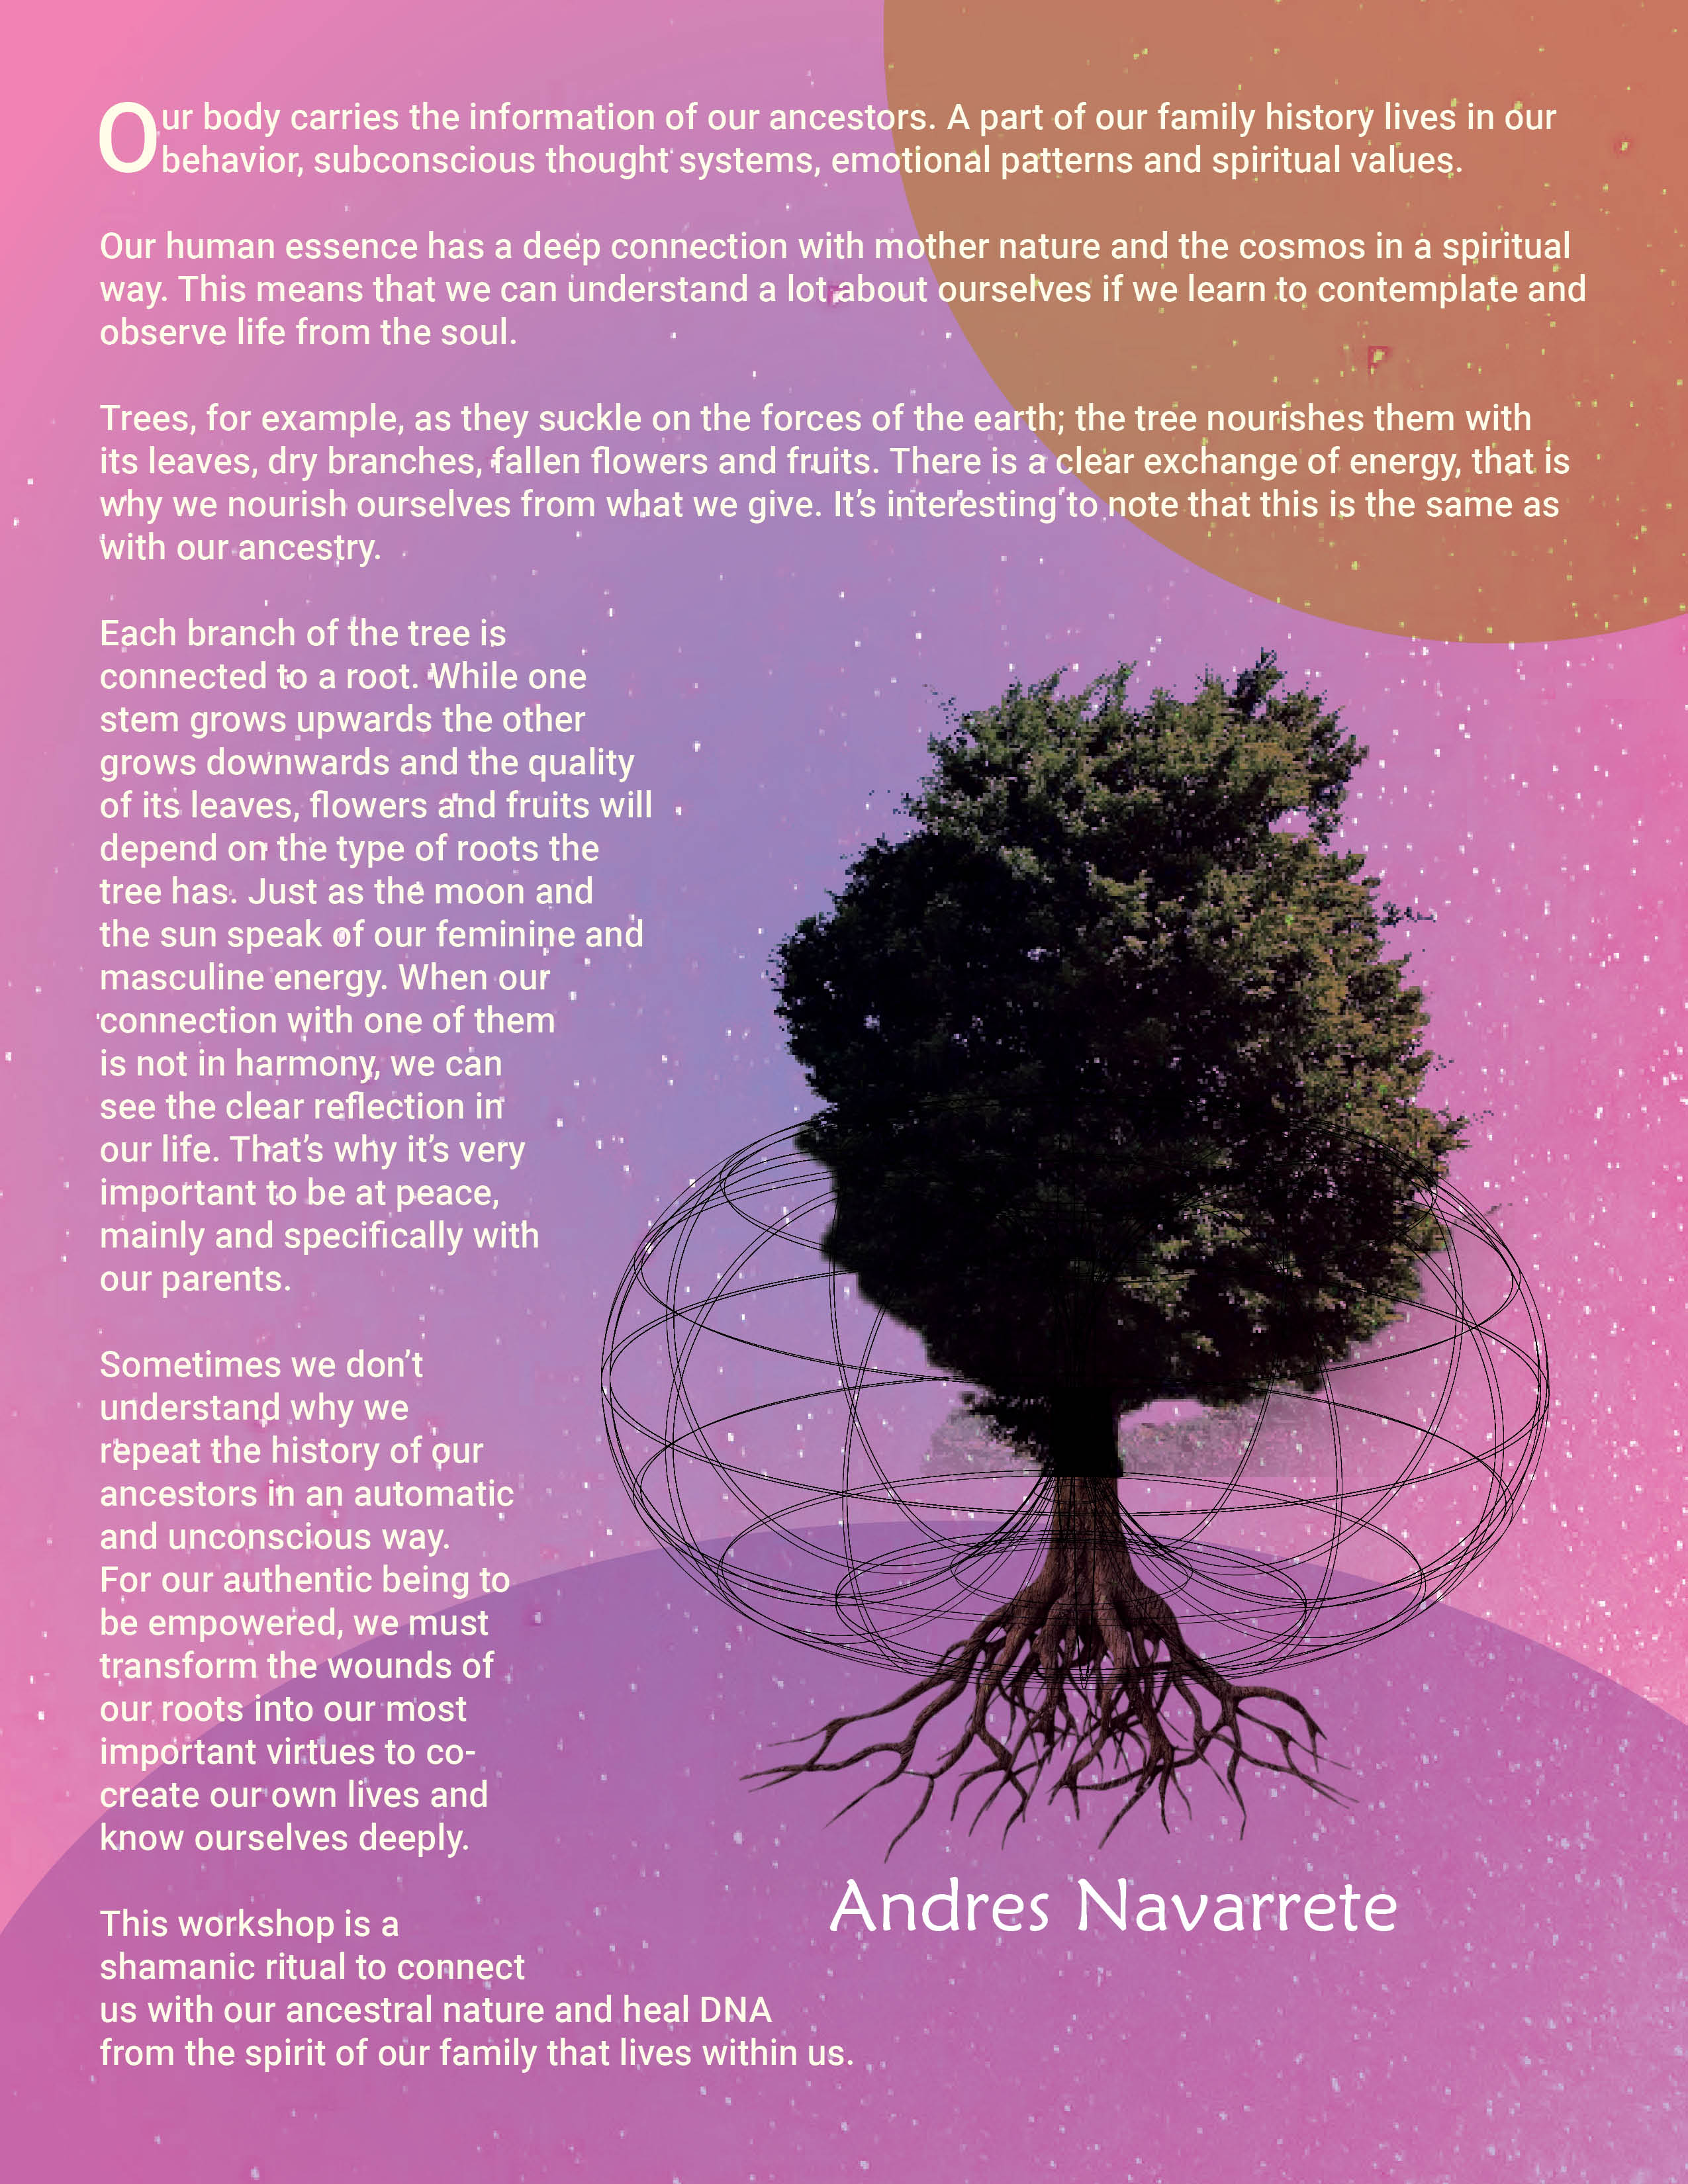 Our body carries the information of our ancestors. A part of our family history lives in our
behavior, subconscious thought systems, emotional patterns and spiritual values.
Our human essence has a deep connection with mother nature and the cosmos in a spiritual
way. This means that we can understand a lot about ourselves if we learn to contemplate and
observe life from the soul.
Trees, for example, as they suckle on the forces of the earth; the tree nourishes them with
its leaves, dry branches, fallen flowers and fruits. There is a clear exchange of energy, that is
why we nourish ourselves from what we give. It’s interesting to note that this is the same as
with our ancestry.
Each branch of the tree is
connected to a root. While one
stem grows upwards the other
grows downwards and the quality
of its leaves, flowers and fruits will
depend on the type of roots the
tree has. Just as the moon and
the sun speak of our feminine and
masculine energy. When our
connection with one of them
is not in harmony, we can
see the clear reflection in
our life. That’s why it’s very
important to be at peace,
mainly and specifically with
our parents.
Sometimes we don’t
understand why we
repeat the history of our
ancestors in an automatic
and unconscious way.
For our authentic being to
be empowered, we must
transform the wounds of
our roots into our most
important virtues to co-
create our own lives and
know ourselves deeply.
This workshop is a
shamanic ritual to connect
us with our ancestral nature and heal DNA
from the spirit of our family that lives within us.
Andres Navarrete